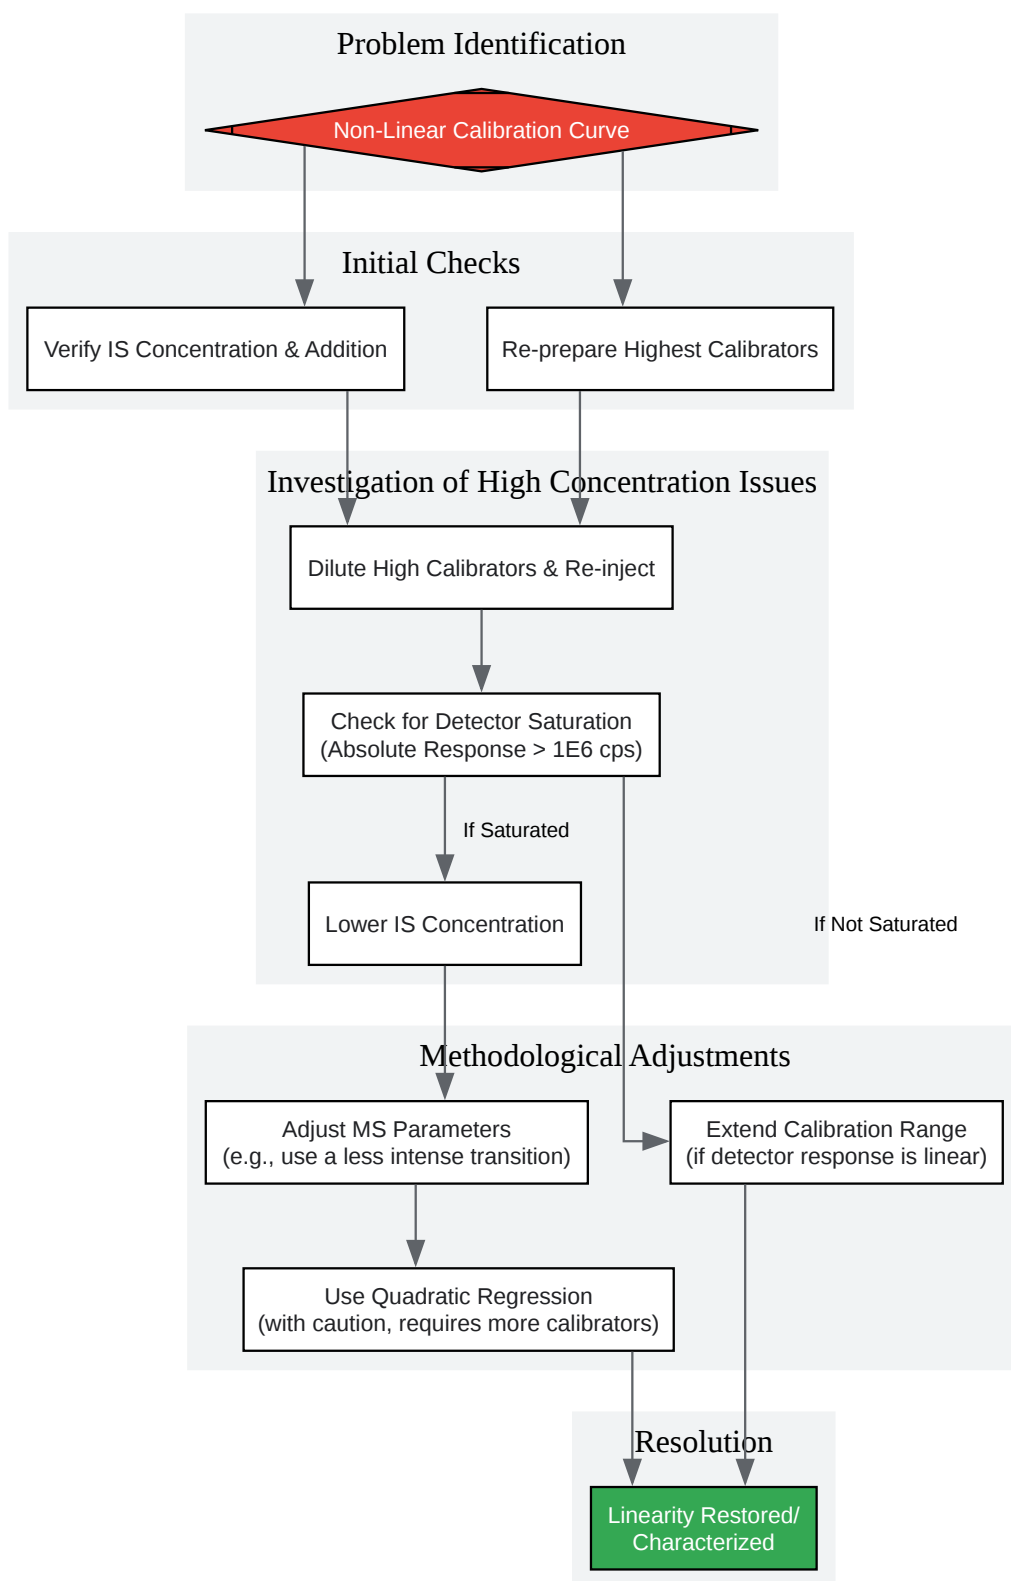 Problem Identification
Non-Linear Calibration Curve
Initial Checks
Verify IS Concentration & Addition
Re-prepare Highest Calibrators
Investigation of High Concentration Issues
Dilute High Calibrators & Re-inject
Check for Detector Saturation
(Absolute Response > 1E6 cps)
If Saturated
Lower IS Concentration
If Not Saturated
Methodological Adjustments
Adjust MS Parameters
(e.g., use a less intense transition)
Extend Calibration Range
(if detector response is linear)
Use Quadratic Regression
(with caution, requires more calibrators)
Resolution
Linearity Restored/
Characterized